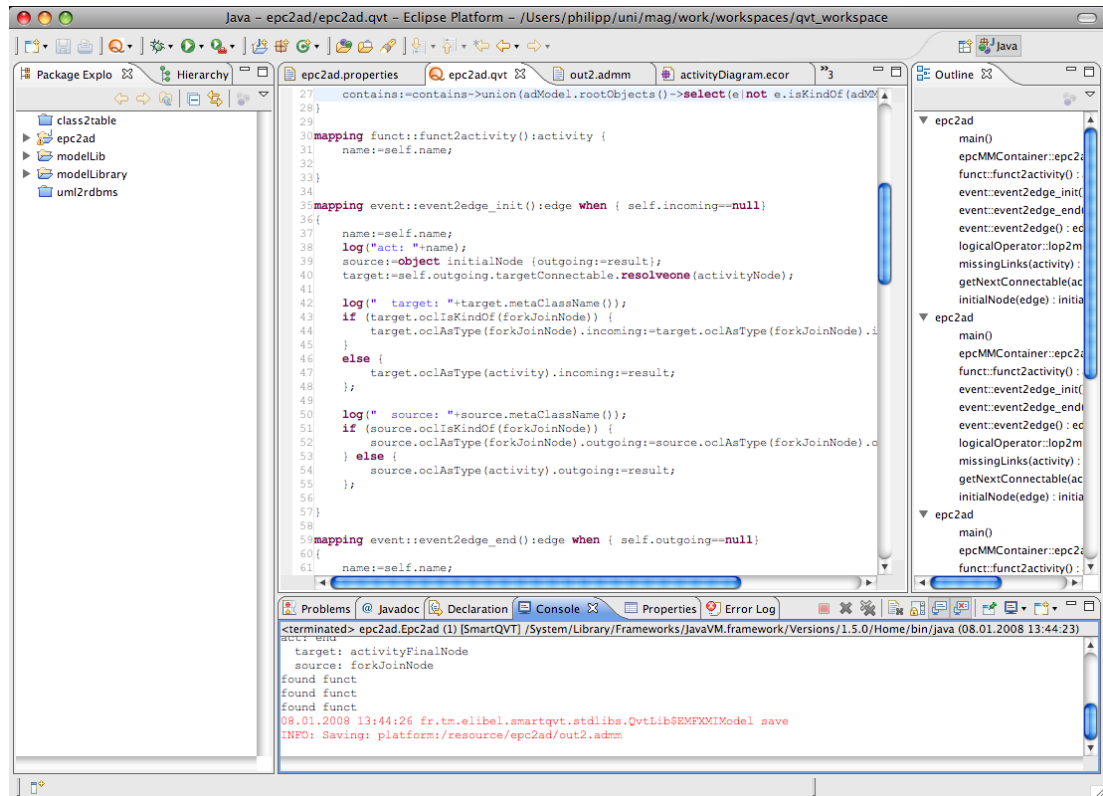 Java – epc2ad/epc2ad.qvt – Eclipse Platform – /Users/philipp/uni/mag/work/workspaces/qvt_workspace
Java
Package Explo Hierarchy
class2table
epc2ad
modelLib
modelLibrary
uml2rdbms
epc2ad.properties epc2ad.qvt out2.admm activityDiagram.ecor 3
27 contains:=contains->union(adModel.rootObjects()->select(e|not e.isKindOf(adMM
28 }
29
30 mapping funct::funct2activity():activity {
31 name:=self.name;
32
33 }
34
35 mapping event::event2edge_init():edge when { self.incoming==null}
36 {
37 name:=self.name;
38 log("act: "+name);
39 source:=object initialNode {outgoing:=result};
40 target:=self.outgoing.targetConnectable.resolveone(activityNode);
41
42 log("  target: "+target.metaClassName());
43 if (target.oclIsKindOf(forkJoinNode)) {
44 target.oclAsType(forkJoinNode).incoming:=target.oclAsType(forkJoinNode).i
45 }
46 else {
47 target.oclAsType(activity).incoming:=result;
48 };
49
50 log("  source: "+source.metaClassName());
51 if (source.oclIsKindOf(forkJoinNode)) {
52 source.oclAsType(forkJoinNode).outgoing:=source.oclAsType(forkJoinNode).o
53 } else {
54 source.oclAsType(activity).outgoing:=result;
55 };
56
57 }
58
59 mapping event::event2edge_end():edge when { self.outgoing==null}
60 {
61 name:=self.name;
Outline
epc2ad
main()
epcMMContainer::epc2a
funct::funct2activity() :
event::event2edge_init(
event::event2edge_end(
event::event2edge() : ed
logicalOperator::lop2m
missingLinks(activity) :
getNextConnectable(ac
initialNode(edge) : initia
epc2ad
main()
epcMMContainer::epc2a
funct::funct2activity() :
event::event2edge_init(
event::event2edge_end(
event::event2edge() : ed
logicalOperator::lop2m
missingLinks(activity) :
getNextConnectable(ac
initialNode(edge) : initia
epc2ad
main()
epcMMContainer::epc2a
funct::funct2activity() :
Problems @ Javadoc Declaration Console Properties Error Log
<terminated> epc2ad.Epc2ad (1) [SmartQVT] /System/Library/Frameworks/JavaVM.framework/Versions/1.5.0/Home/bin/java (08.01.2008 13:44:23)
act: end
target: activityFinalNode
source: forkJoinNode
found funct
found funct
found funct
08.01.2008 13:44:26 fr.tm.elibel.smartqvt.stdlibs.QvtLib$EMFXMIModel save
INFO: Saving: platform:/resource/epc2ad/out2.admm